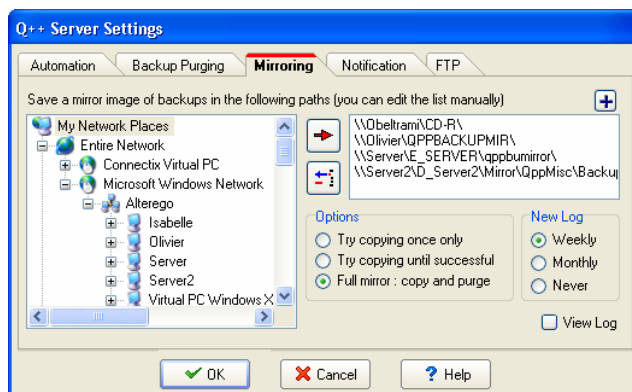 Q++ Server Settings
Automation
Backup Purging
Mirroring
Notification
FTP
Save a mirror image of backups in the following paths (you can edit the list manually)
My Network Places
Entire Network
Connectix Virtual PC
Microsoft Windows Network
Alterego
Isabelle
Olivier
Server
Server2
Virtual PC Windows X
\\Obeltrami\CD-R\
\\Olivier\QPPBACKUPMIR\
\\Server\E_SERVER\qppbumirror\
\\Server2\D_Server2\Mirror\QppMisc\Backu
Options
Try copying once only
Try copying until successful
Full mirror : copy and purge
New Log
Weekly
Monthly
Never
View Log
OK
Cancel
? Help